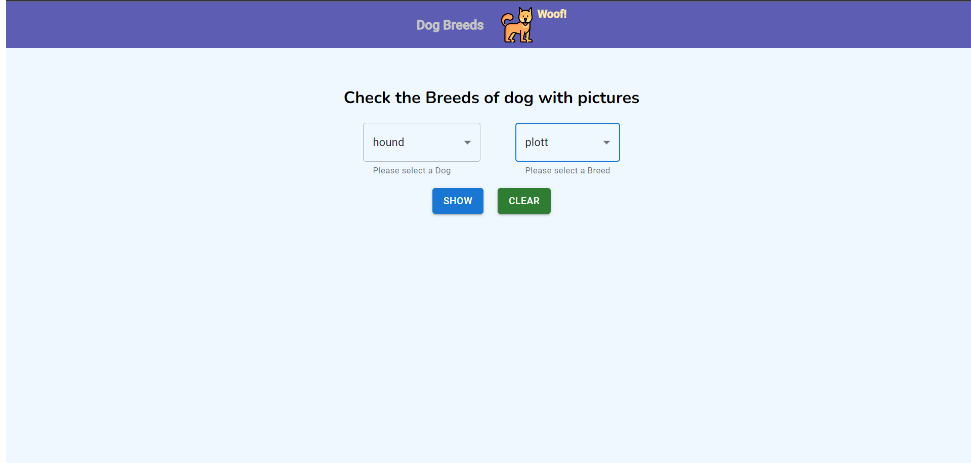 Dog Breeds Woof!
Check the Breeds of dog with pictures
hound plott
Please select a Dog Please select a Breed
SHOW CLEAR